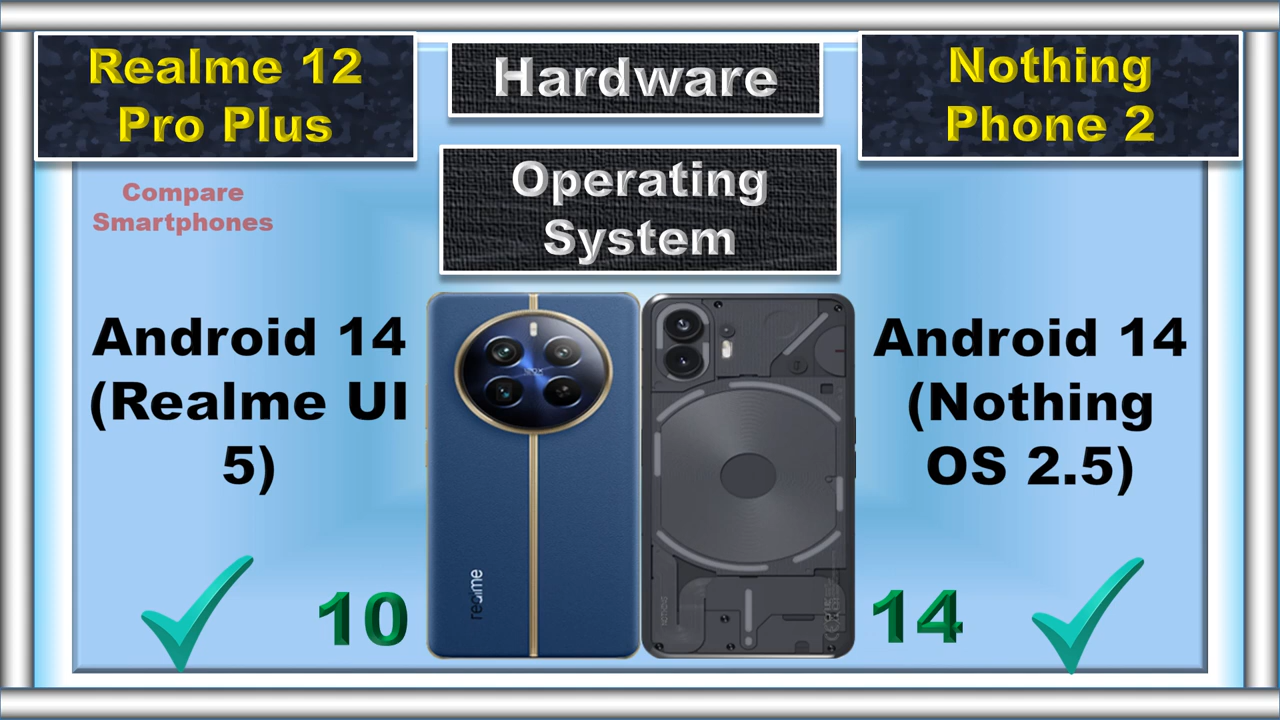 Realme 12
Pro Plus
Hardware
Nothing
Phone 2
Operating
System
Compare
Smartphones
Android 14
(Realme UI
5)
Android 14
(Nothing
OS 2.5)
realme
10
14